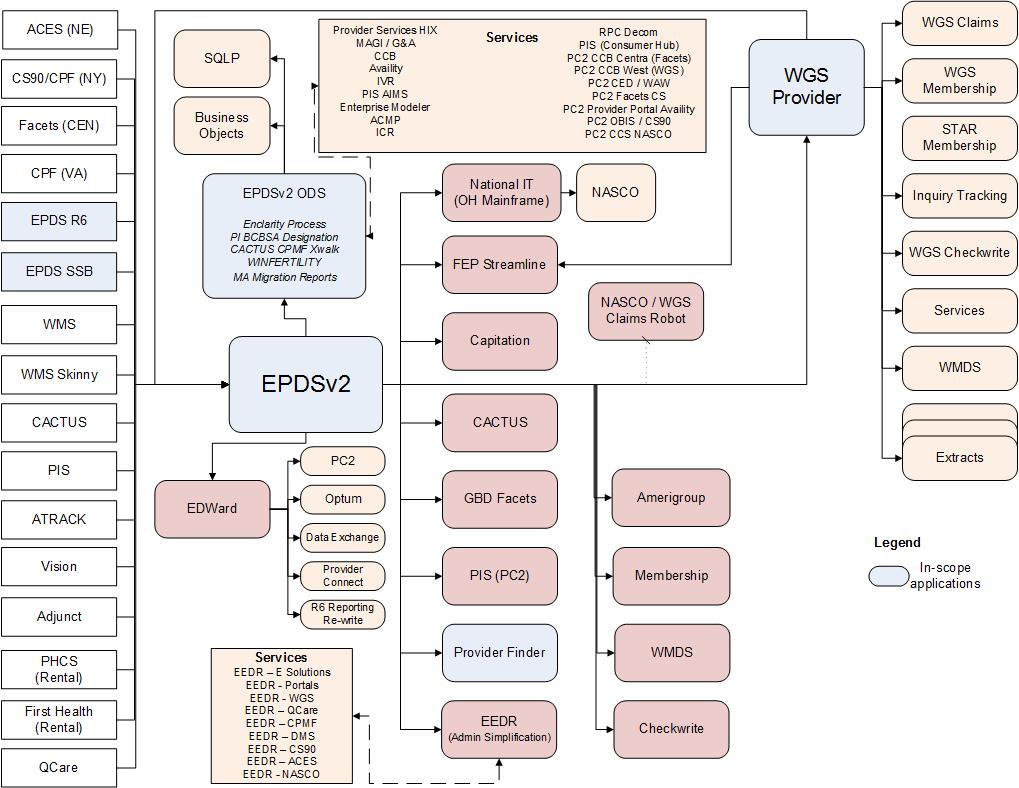 ACES (NE)
CS90/CPF (NY)
Facets (CEN)
CPF (VA)
EPDS R6
EPDS SSB
WMS
WMS Skinny
CACTUS
PIS
ATRACK
Vision
Adjunct
PHCS
(Rental)
First Health
(Rental)
QCare
SQLP
Business
Objects
EPDSv2 ODS
Enclarity Process
PI BCBSA Designation
CACTUS CPMF Xwalk
WINFERTILITY
MA Migration Reports
EPDSv2
EDWard
PC2
Optum
Data Exchange
Provider
Connect
R6 Reporting
Re-write
Services
EEDR – E Solutions
EEDR - Portals
EEDR - WGS
EEDR – QCare
EEDR – CPMF
EEDR – DMS
EEDR – CS90
EEDR – ACES
EEDR - NASCO
Services
Provider Services HIX
MAGI / G&A
CCB
Availity
IVR
PIS AIMS
Enterprise Modeler
ACMP
ICR
RPC Decom
PIS (Consumer Hub)
PC2 CCB Centra (Facets)
PC2 CCB West (WGS)
PC2 CED / WAW
PC2 Facets CS
PC2 Provider Portal Availity
PC2 OBIS / CS90
PC2 CCS NASCO
National IT
(OH Mainframe)
NASCO
FEP Streamline
Capitation
NASCO / WGS
Claims Robot
CACTUS
GBD Facets
PIS (PC2)
Provider Finder
EEDR
(Admin Simplification)
Amerigroup
Membership
WMDS
Checkwrite
WGS
Provider
WGS Claims
WGS
Membership
STAR
Membership
Inquiry Tracking
WGS Checkwrite
Services
WMDS
Extracts
Legend
In-scope
applications